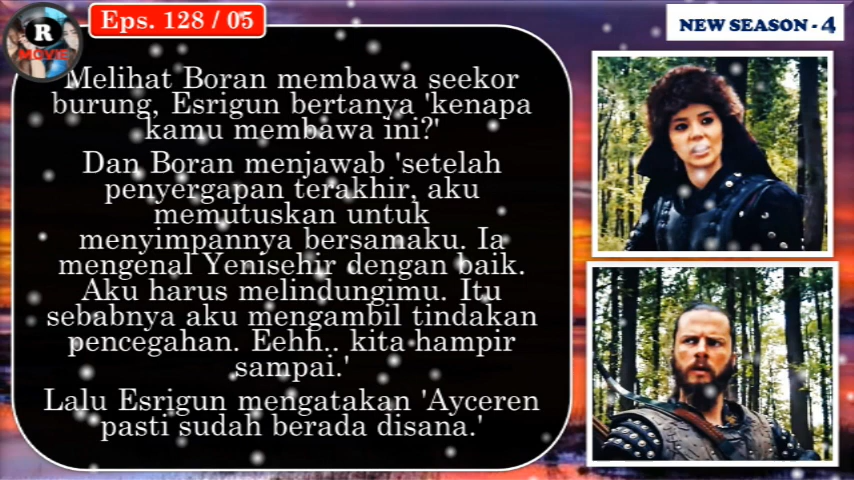 R
MOVIE
Eps. 128 / 05
NEW SEASON - 4
Melihat Boran membawa seekor
burung, Esrigun bertanya 'kenapa
kamu membawa ini?'
Dan Boran menjawab 'setelah
penyergapan terakhir, aku
memutuskan untuk
menyimpannya bersamaku. Ia
mengenal Yenisehir dengan baik.
Aku harus melindungimu. Itu
sebabnya aku mengambil tindakan
pencegahan. Eehh.. kita hampir
sampai.'
Lalu Esrigun mengatakan 'Ayceren
pasti sudah berada disana.'